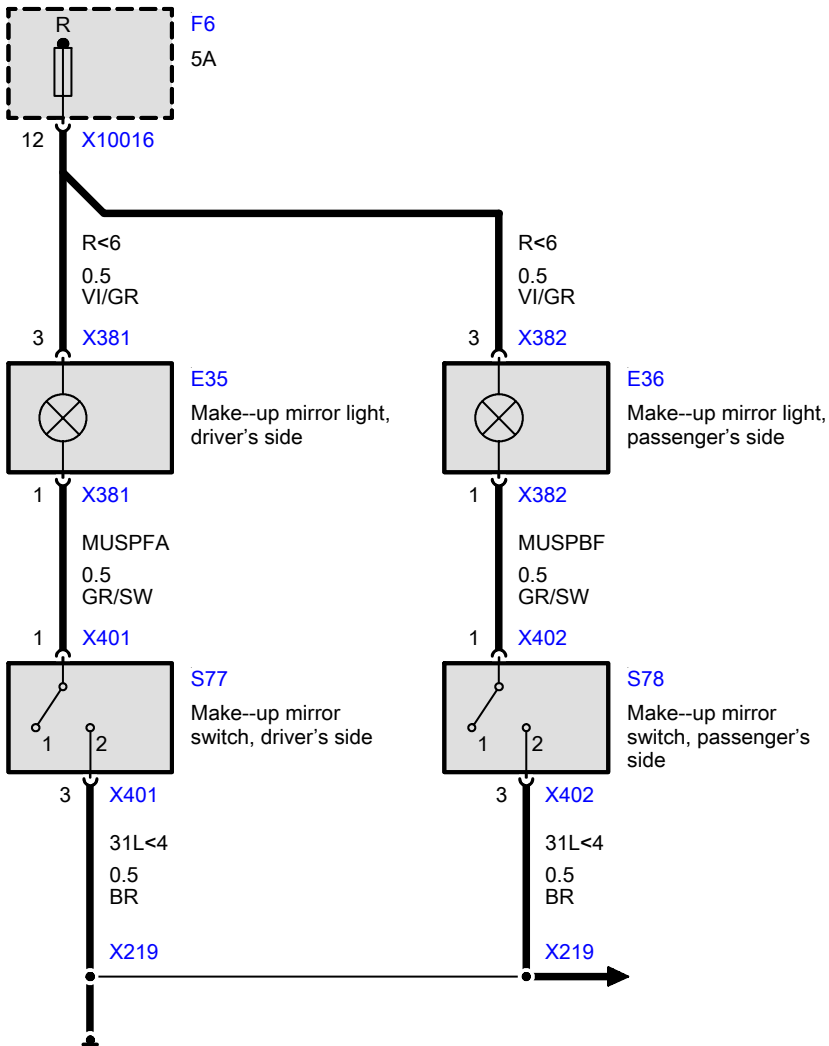 R
F6
5A
12 X10016
R<6
0.5
VI/GR
R<6
0.5
VI/GR
3 X381
3 X382
E35
Make--up mirror light,
driver's side
E36
Make--up mirror light,
passenger's side
1 X381
1 X382
MUSPFA
0.5
GR/SW
MUSPBF
0.5
GR/SW
1 X401
1 X402
S77
Make--up mirror
switch, driver's side
1 2
S78
Make--up mirror
switch, passenger's
side
1 2
3 X401
3 X402
31L<4
0.5
BR
31L<4
0.5
BR
X219
X219